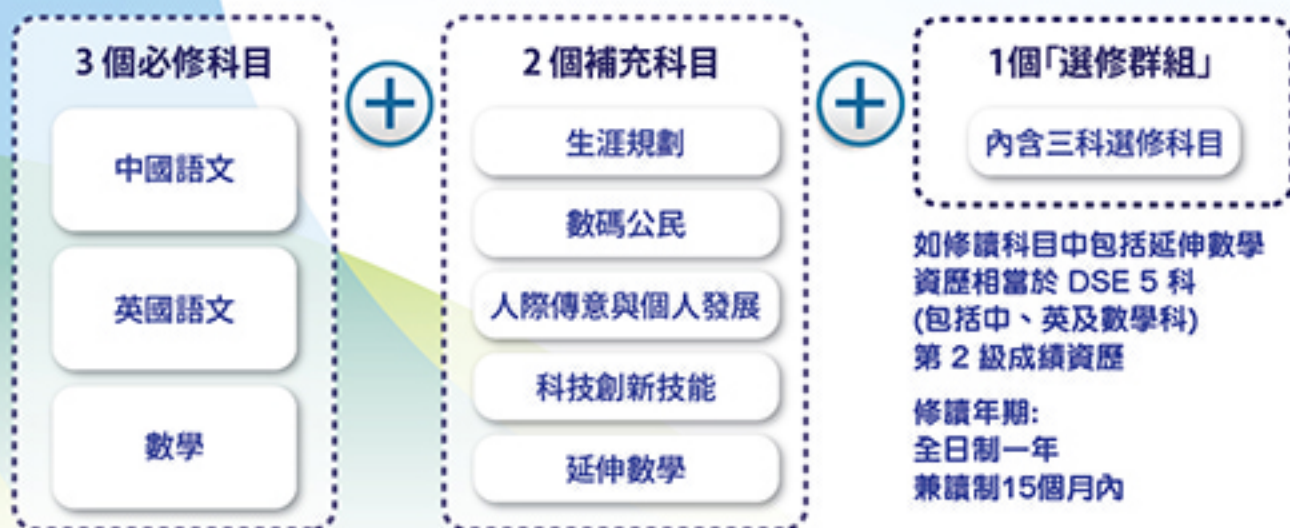 3個必修科目
中國語文
英國語文
數學
2個補充科目
生涯規劃
數碼公民
人際傳意與個人發展
科技創新技能
延伸數學
1個「選修群組」
內含三科選修科目
如修讀科目中包括延伸數學
資歷相當於 DSE 5 科
(包括中、英及數學科)
第 2 級成績資歷
修讀年期:
全日制一年
兼讀制15個月內